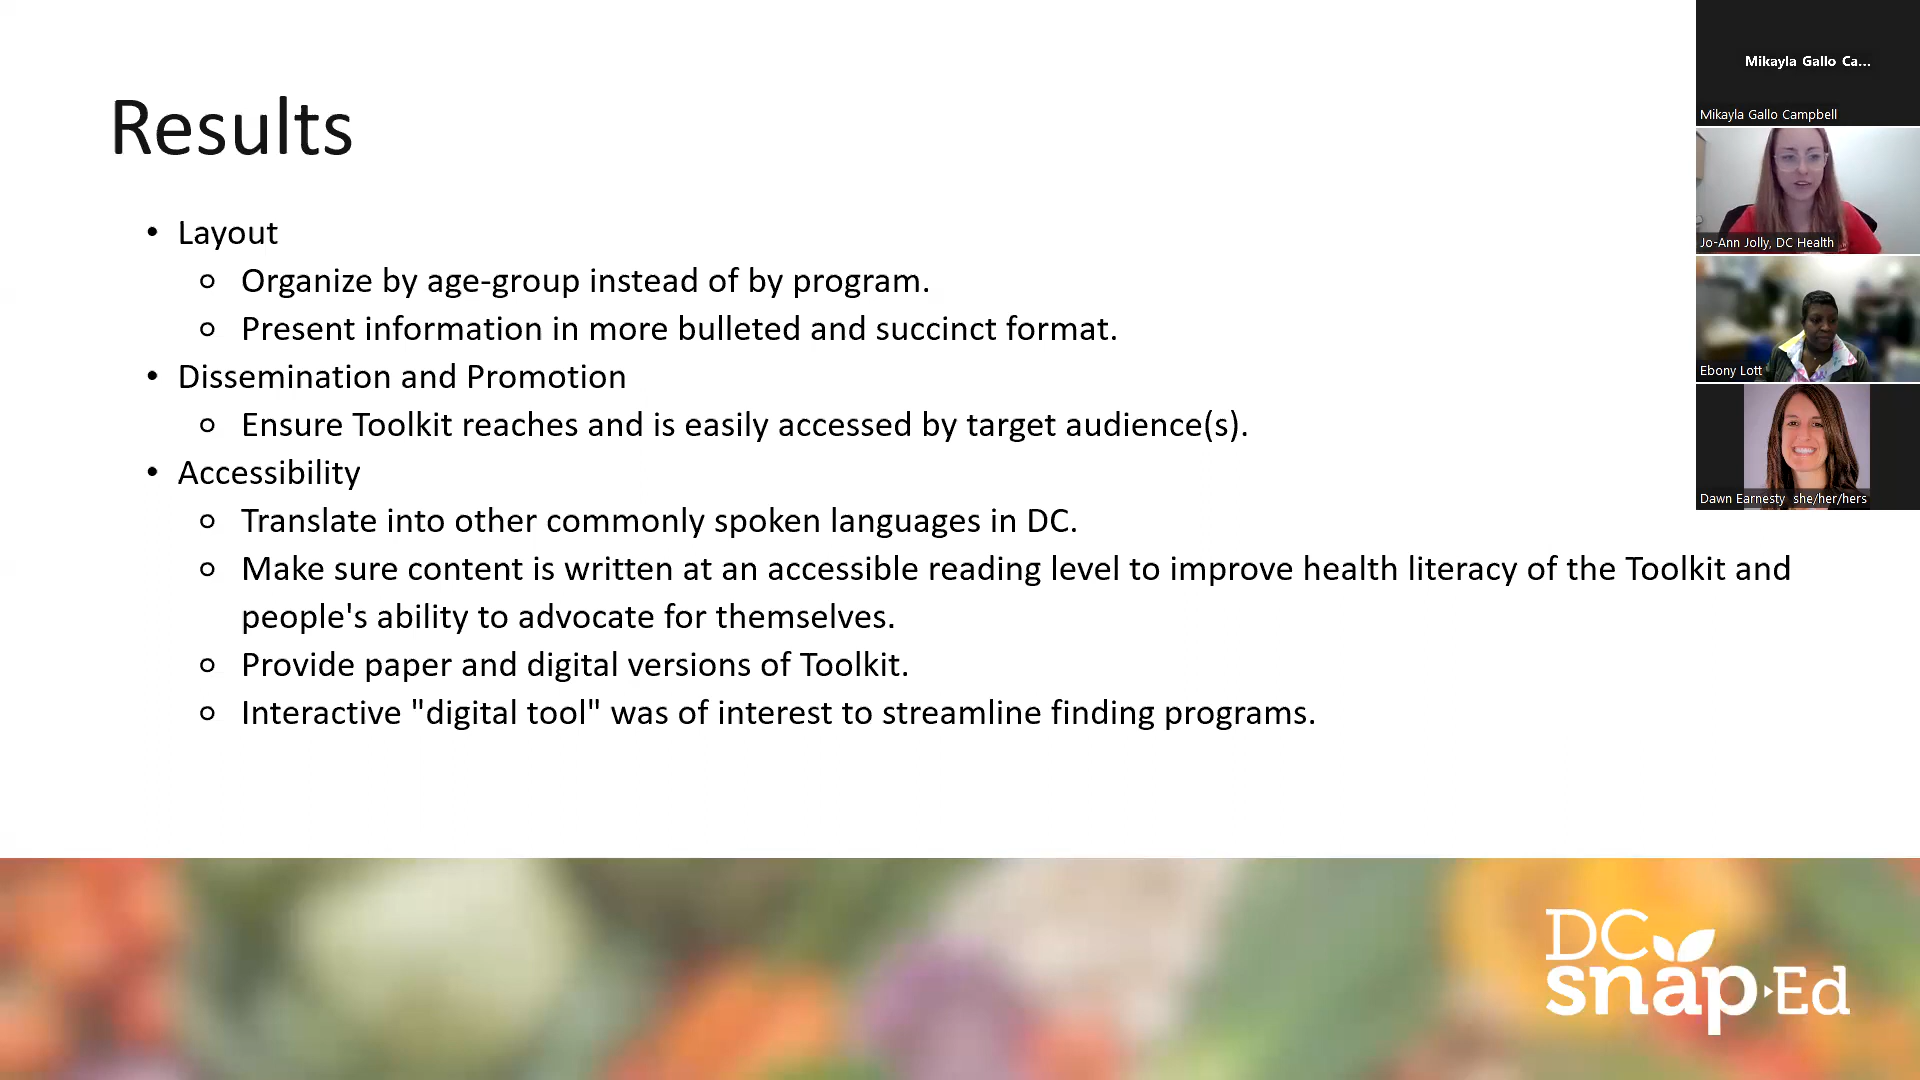 Results
• Layout
o Organize by age-group instead of by program.
o Present information in more bulleted and succinct format.
• Dissemination and Promotion
o Ensure Toolkit reaches and is easily accessed by target audience(s).
• Accessibility
o Translate into other commonly spoken languages in DC.
o Make sure content is written at an accessible reading level to improve health literacy of the Toolkit and
people's ability to advocate for themselves.
o Provide paper and digital versions of Toolkit.
o Interactive "digital tool" was of interest to streamline finding programs.
Mikayla Gallo Ca...
Mikayla Gallo Campbell
Jo-Ann Jolly, DC Health
Ebony Lott
Dawn Earnesty she/her/hers
DC
snap-Ed